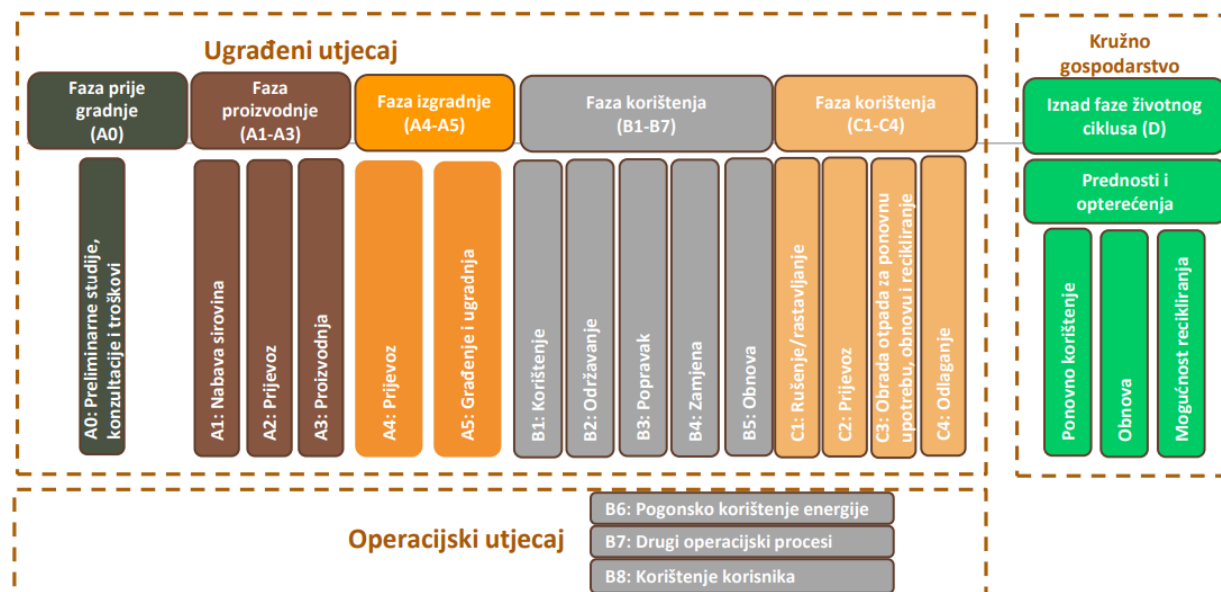 Ugrađeni utjecaj
Faza prije
gradnje
(A0)
A0: Preliminarne studije,
konzultacije i troškovi
Faza
proizvodnje
(A1-A3)
A1: Nabava sirovina
A2: Prijevoz
A3: Proizvodnja
Faza izgradnje
(A4-A5)
A4: Prijevoz
A5: Građenje i ugradnja
Faza korištenja
(B1-B7)
B1: Korištenje
B2: Održavanje
B3: Popravak
B4: Zamjena
B5: Obnova
Faza korištenja
(C1-C4)
C1: Rušenje/rastavljanje
C2: Prijevoz
C3: Obrada otpada za ponovnu
upotrebu, obnovu i recikliranje
C4: Odlaganje
Kružno
gospodarstvo
Iznad faze životnog
ciklusa (D)
Prednosti i
opterećenja
Ponovno korištenje
Obnova
Mogućnost recikliranja
Operacijski utjecaj
B6: Pogonsko korištenje energije
B7: Drugi operacijski procesi
B8: Korištenje korisnika